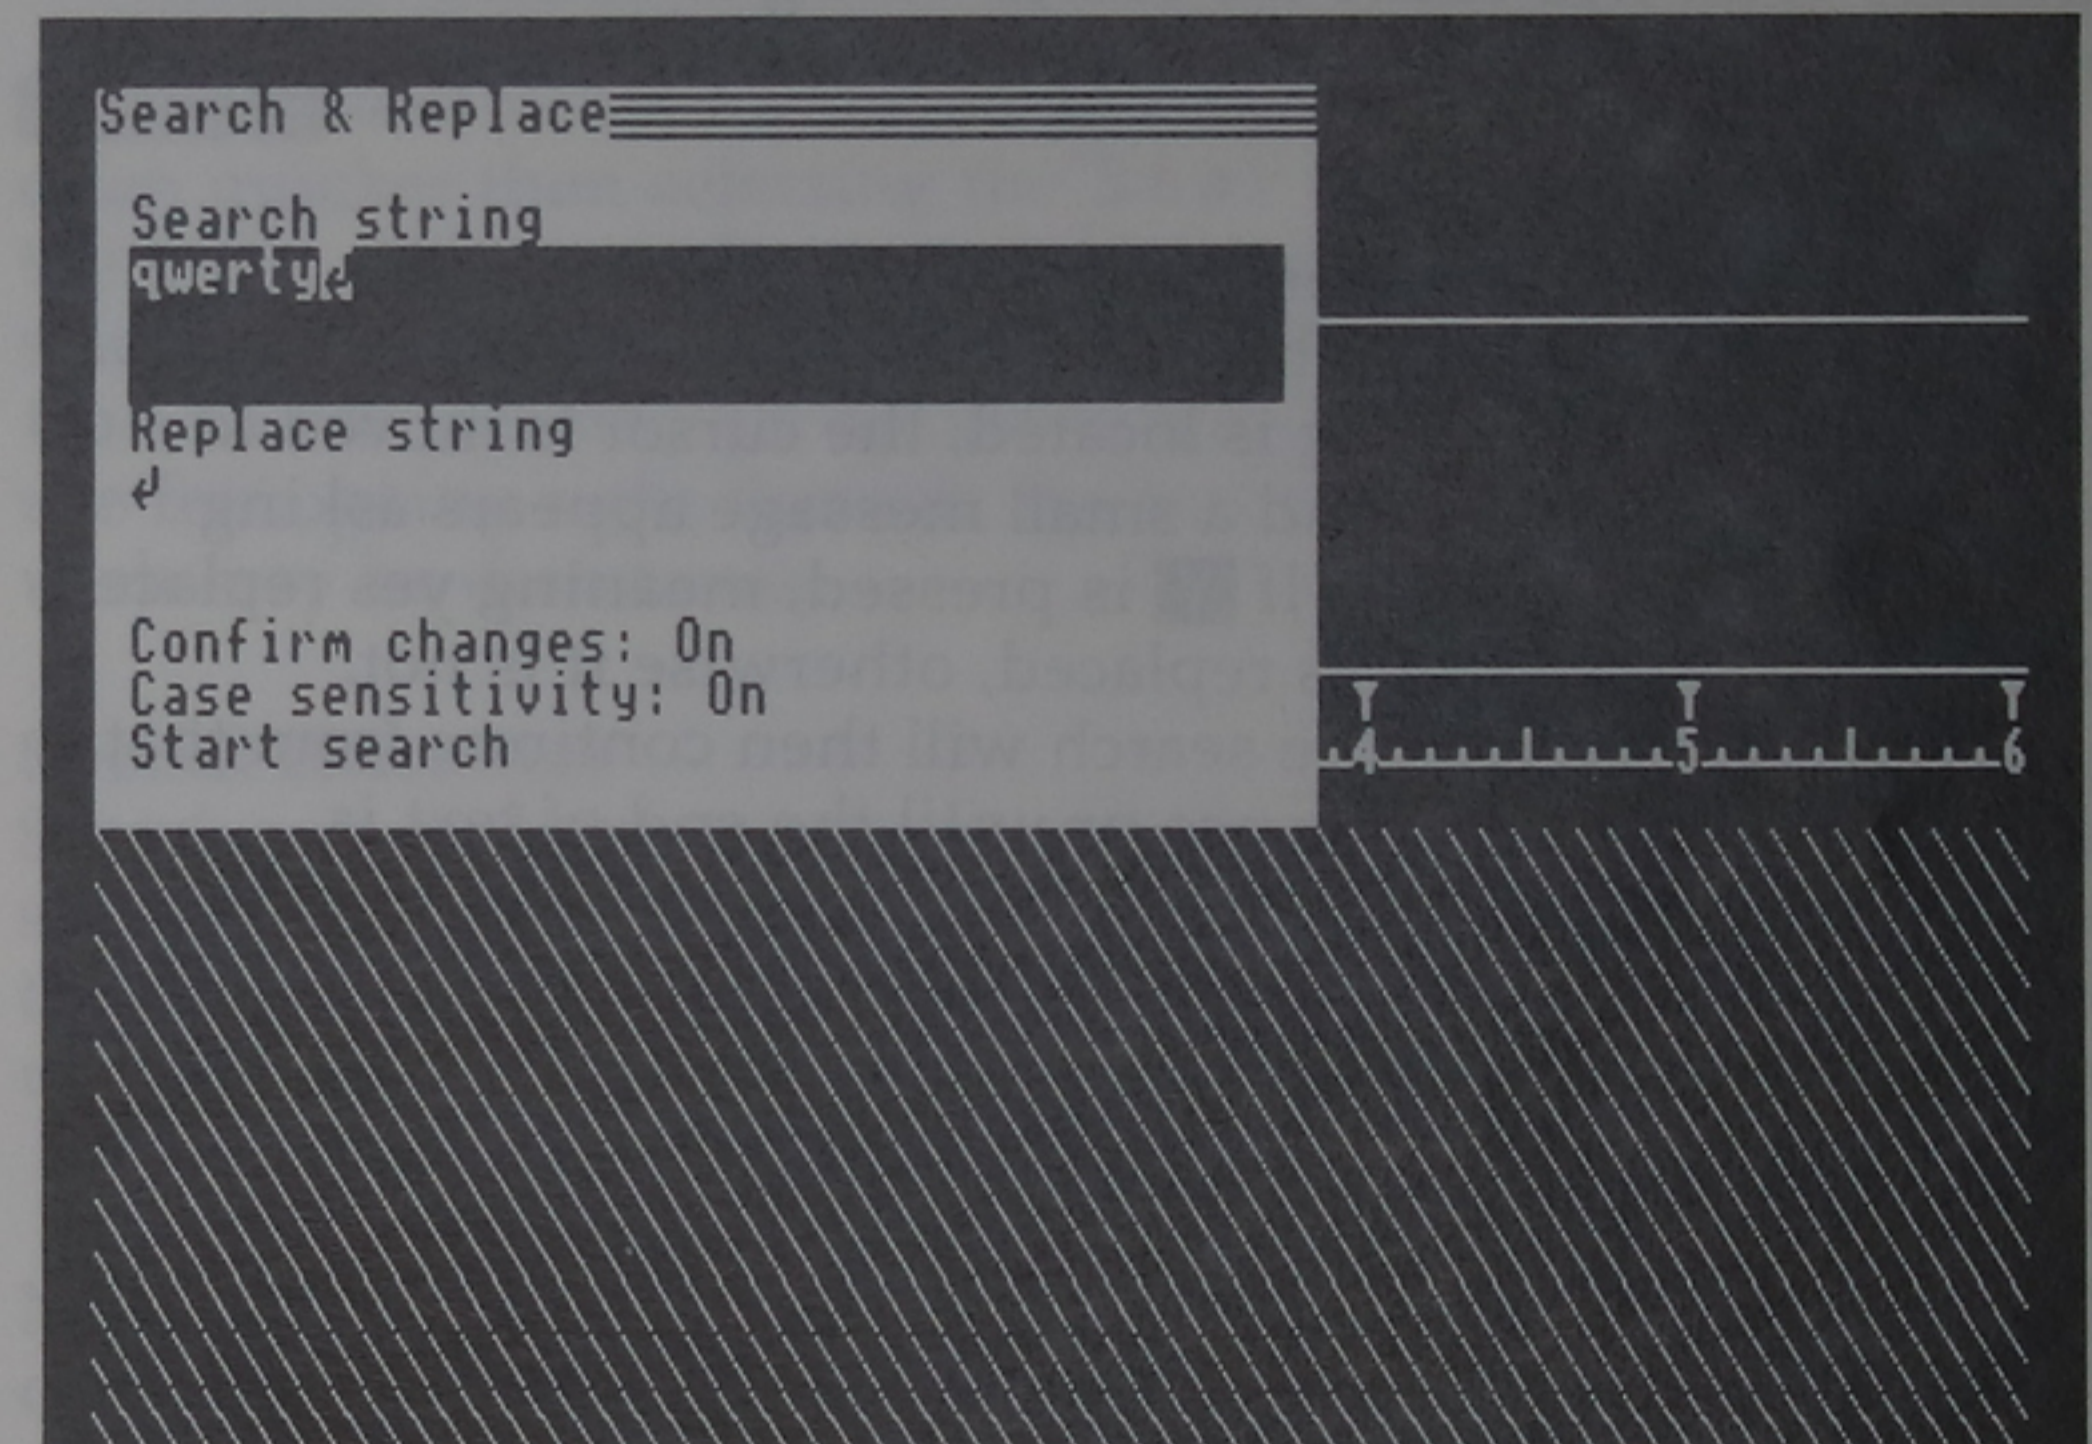 Search & Replace
Search string
qwerty↲
Replace string
↲
Confirm changes: On
Case sensitivity: On
Start search
4 5 6